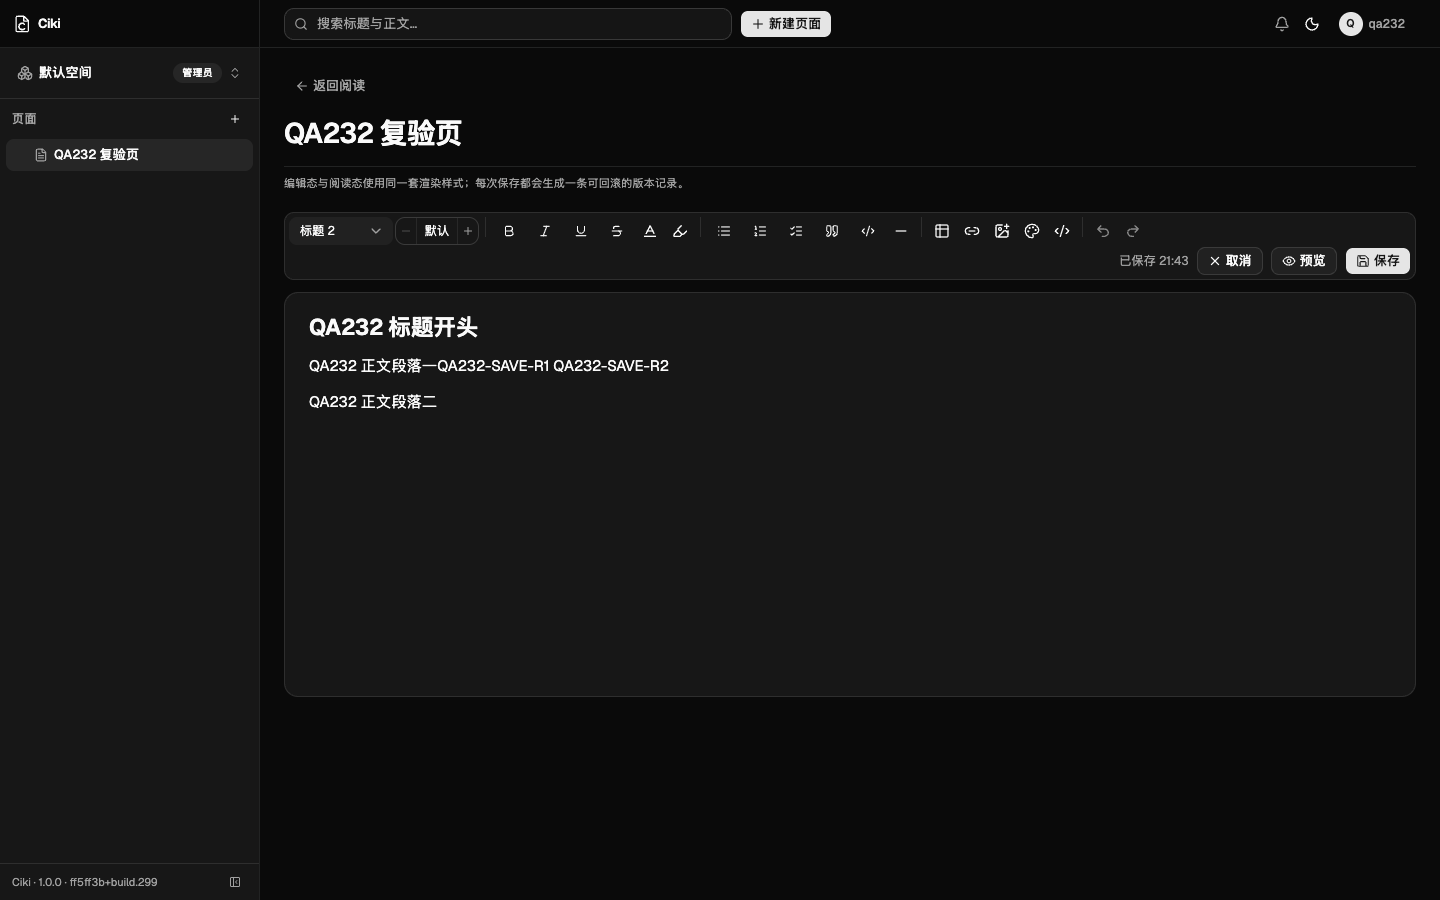 Ciki
搜索标题与正文...
新建页面
Q
qa232
默认空间
管理员
页面
QA232 复验页
返回阅读
QA232 复验页
编辑态与阅读态使用同一套渲染样式；每次保存都会生成一条可回滚的版本记录。
标题 2
默认
已保存 21:43
取消
预览
保存
QA232 标题开头
QA232 正文段落一QA232-SAVE-R1 QA232-SAVE-R2
QA232 正文段落二
Ciki · 1.0.0 · ff5ff3b+build.299